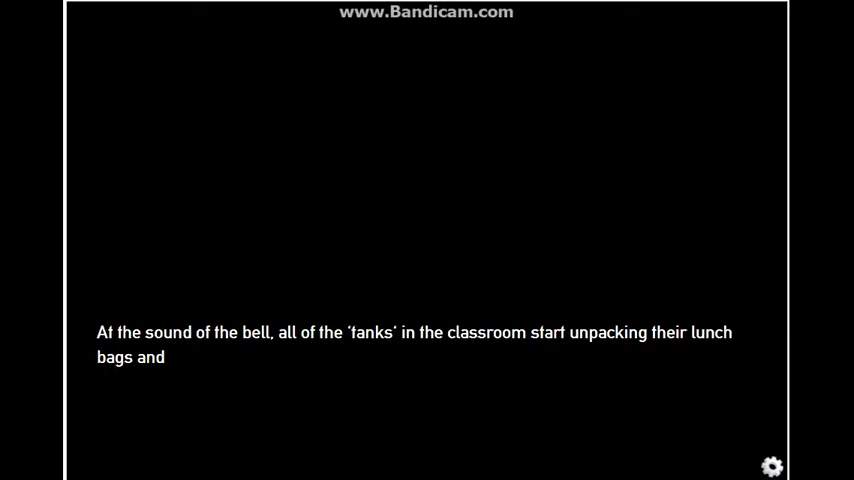 www.Bandicam.com
At the sound of the bell, all of the 'tanks' in the classroom start unpacking their lunch
bags and